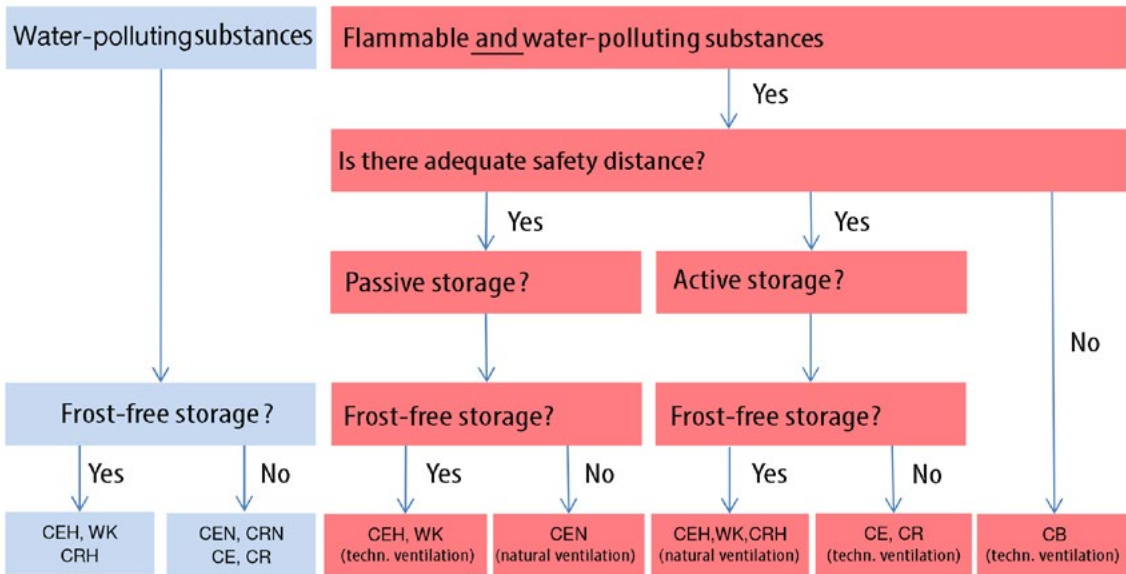 Water-polluting substances
Flammable and water-polluting substances
Yes
Is there adequate safety distance?
Yes
Yes
Passive storage?
Active storage?
No
Frost-free storage?
Frost-free storage?
Frost-free storage?
Yes
No
Yes
No
Yes
No
CEH, WK
CRH
CEN, CRN
CE, CR
CEH, WK
(techn. ventilation)
CEN
(natural ventilation)
CEH,WK,CRH
(natural ventilation)
CE, CR
(techn. ventilation)
CB
(techn. ventilation)